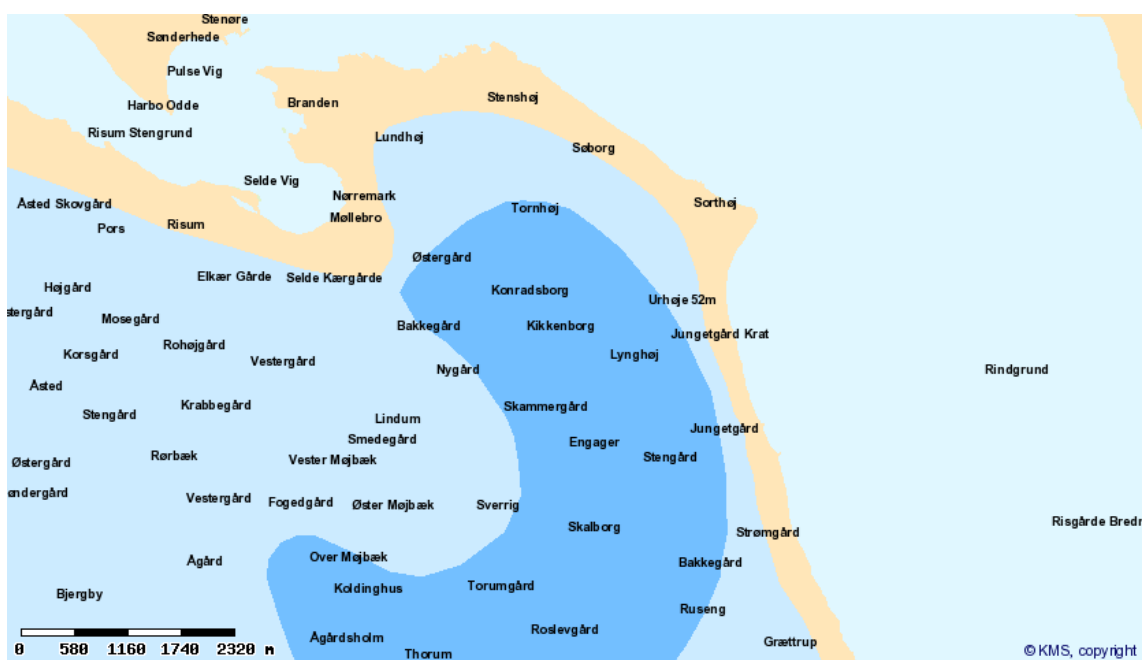 Stenøre
Sønderhede
Pulse Vig
Branden
Stenshøj
Harbo Odde
Risum Stengrund
Lundhøj
Søborg
Selde Vig
Nørremark
Åsted Skovgård
Sorthøj
Tornhøj
Møllebro
Risum
Pors
Østergård
Elkær Gårde
Selde Kærgårde
Højgård
Konradsborg
Urhøje 52m
stergård
Mosegård
Bakkegård
Kikkenborg
Jungetgård Krat
Rohøjgård
Korsgård
Lynghøj
Vestergård
Nygård
Rindgrund
Åsted
Krabbegård
Skammergård
Stengård
Lindum
Jungetgård
Smedegård
Engager
Rørbæk
Stengård
Vester Møjbæk
Østergård
øndergård
Vestergård
Fogedgård
Øster Møjbæk
Sverrig
Risgårde Bredn
Skalborg
Strømgård
Over Møjbæk
Ågård
Bakkegård
Torumgård
Koldinghus
Bjergby
Ruseng
Roslevgård
Ågårdsholm
Grættrup
Thorum
0 580 1160 1740 2320 m
© KMS, copyright